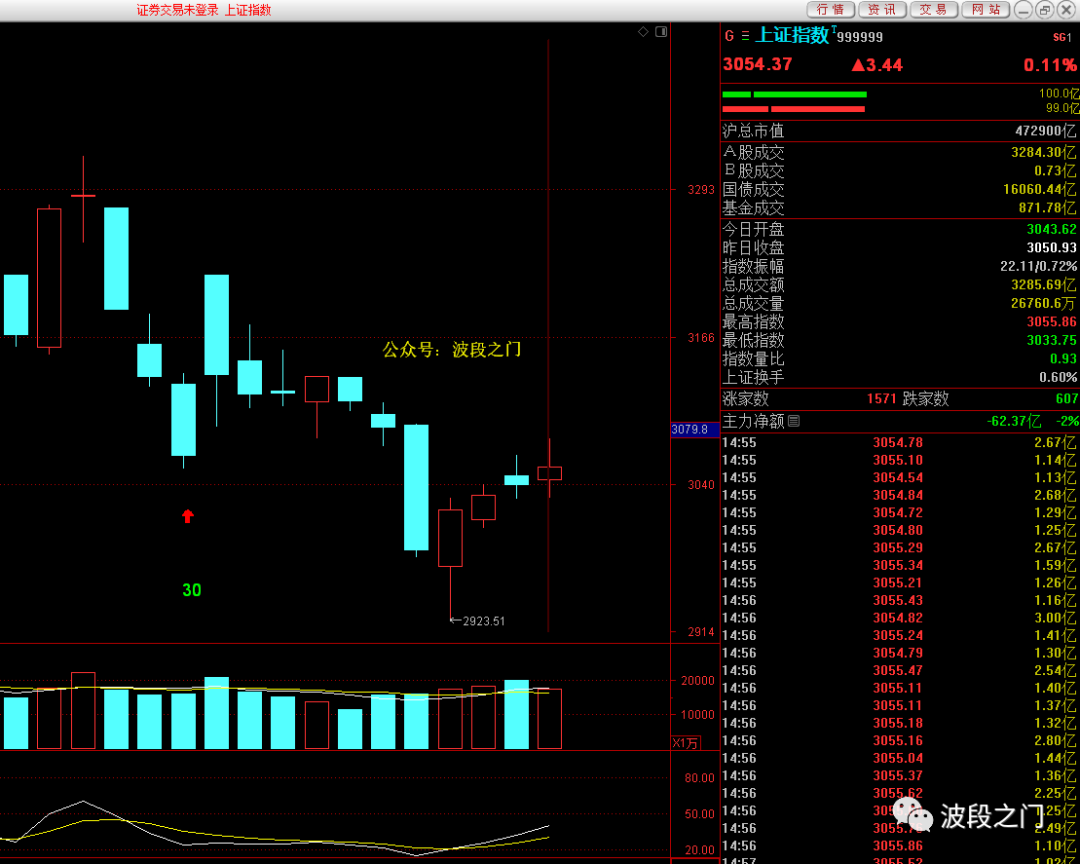 证券交易未登录 上证指数
行情 资讯 交易 网站
G 三 上证指数 T 999999 SG1
3054.37 ▲3.44 0.11%
100.0亿
99.0亿
沪总市值 472900亿
A股成交 3284.30亿
B股成交 0.73亿
国债成交 16060.44亿
基金成交 871.78亿
今日开盘 3043.62
昨日收盘 3050.93
指数振幅 22.11/0.72%
总成交额 3285.69亿
总成交量 26760.6万
最高指数 3055.86
最低指数 3033.75
指数量比 0.93
上证换手 0.60%
涨家数 1571 跌家数 607
主力净额 -62.37亿 -2%
14:55 3054.78 2.67亿
14:55 3055.10 1.14亿
14:55 3054.54 1.13亿
14:55 3054.84 2.68亿
14:55 3054.72 1.29亿
14:55 3054.80 1.25亿
14:55 3055.29 2.67亿
14:55 3055.34 1.59亿
14:55 3055.21 1.26亿
14:56 3055.43 1.16亿
14:56 3054.82 3.00亿
14:56 3055.24 1.41亿
14:56 3054.79 1.30亿
14:56 3055.47 2.54亿
14:56 3055.11 1.40亿
14:56 3055.11 1.37亿
14:56 3055.18 1.32亿
14:56 3055.16 2.80亿
14:56 3055.04 1.44亿
14:56 3055.37 1.36亿
14:56 3055.62 2.25亿
14:56 .25亿
14:56 2.49亿
14:56 3055.86 1.10亿
14:57 3055.52 1.02亿
3293
3166
3079.8
3040
2914
公众号：波段之门
30
←2923.51
20000
10000
X1万
80.00
50.00
20.00
波段之门